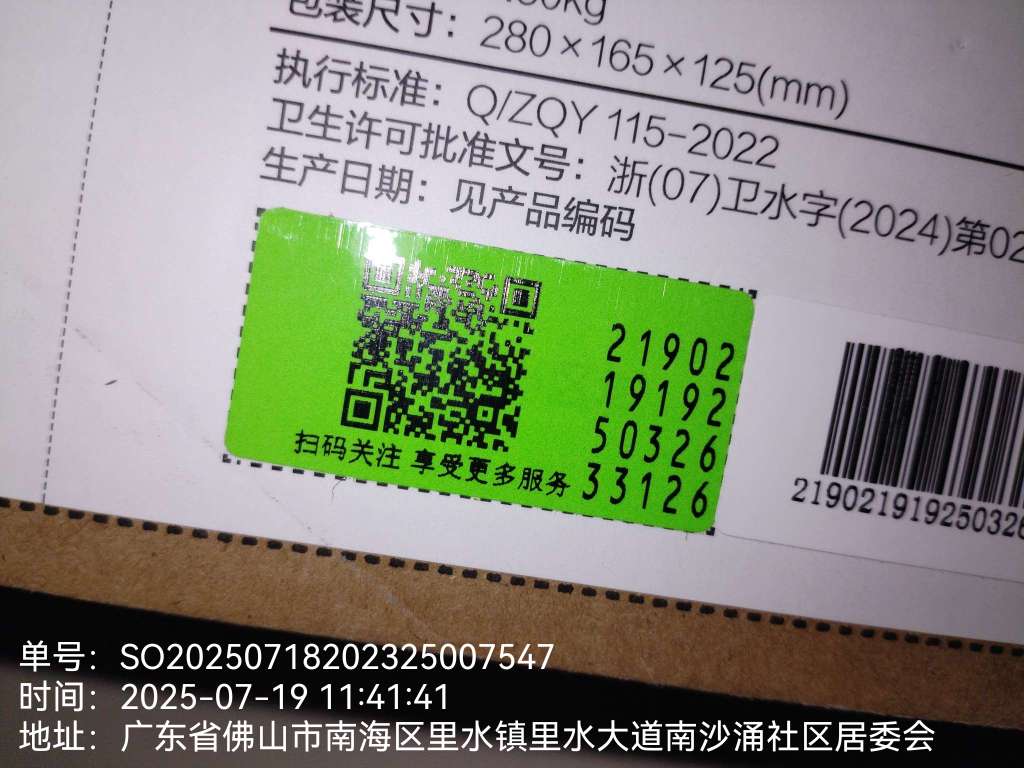 包装尺寸：280×165×125(mm)
执行标准：Q/ZQY 115-2022
卫生许可批准文号：浙(07)卫水字(2024)第02
生产日期：见产品编码
21902
19192
50326
33126
扫码关注 享受更多服务
219021919250326
单号：SO20250718202325007547
时间：2025-07-19 11:41:41
地址：广东省佛山市南海区里水镇里水大道南沙涌社区居委会